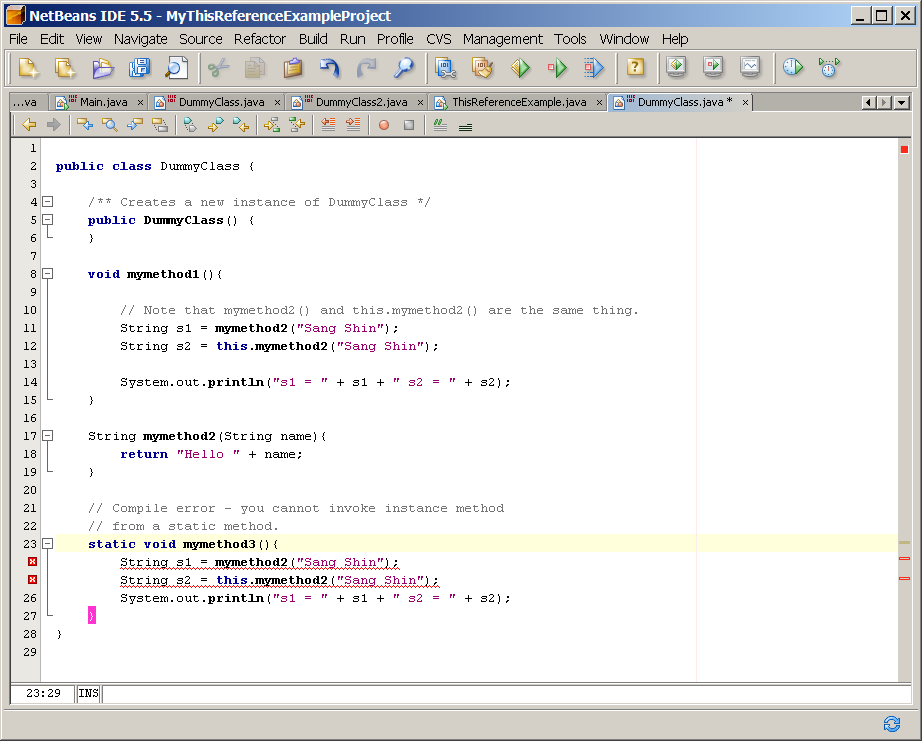 NetBeans IDE 5.5 - MyThisReferenceExampleProject
File Edit View Navigate Source Refactor Build Run Profile CVS Management Tools Window Help
...va Main.java × DummyClass.java × DummyClass2.java × ThisReferenceExample.java × DummyClass.java * ×
1
2 public class DummyClass {
3
4 /** Creates a new instance of DummyClass */
5 public DummyClass() {
6 }
7
8 void mymethod1(){
9
10 // Note that mymethod2() and this.mymethod2() are the same thing.
11 String s1 = mymethod2("Sang Shin");
12 String s2 = this.mymethod2("Sang Shin");
13
14 System.out.println("s1 = " + s1 + " s2 = " + s2);
15 }
16
17 String mymethod2(String name){
18 return "Hello " + name;
19 }
20
21 // Compile error - you cannot invoke instance method
22 // from a static method.
23 static void mymethod3(){
String s1 = mymethod2("Sang Shin");
String s2 = this.mymethod2("Sang Shin");
26 System.out.println("s1 = " + s1 + " s2 = " + s2);
27 }
28 }
29
23:29 INS